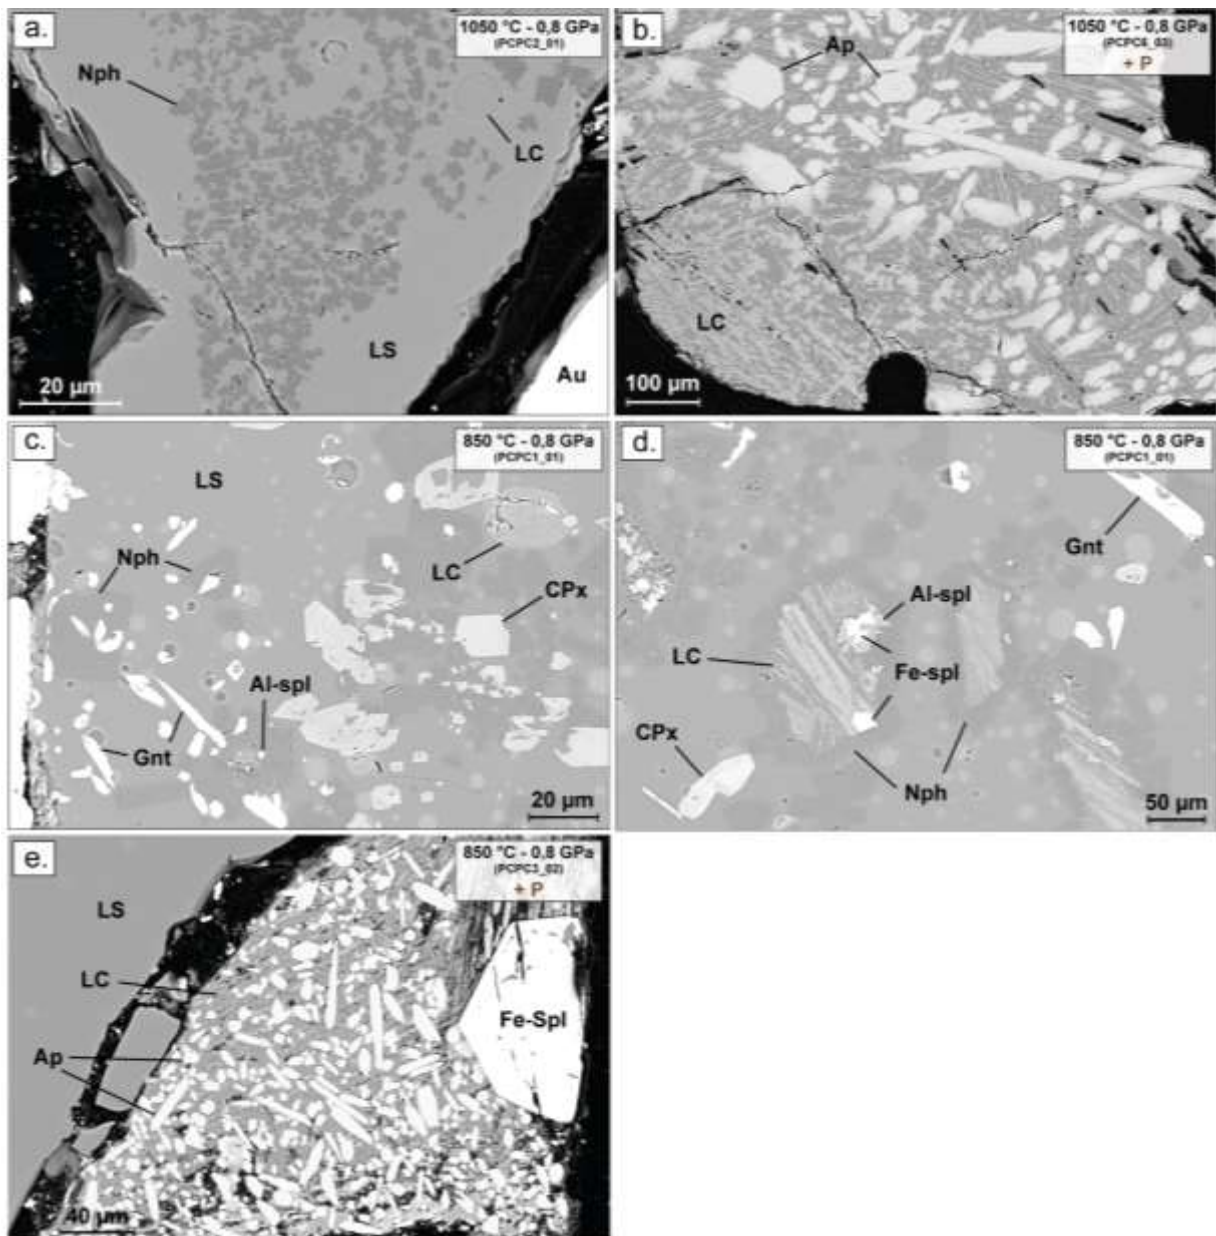 a.
1050 °C - 0,8 GPa
(PCPC2_01)
Nph
LC
LS
Au
20 µm
b.
1050 °C - 0,8 GPa
(PCPC6_03)
+ P
Ap
LC
100 µm
c.
850 °C - 0,8 GPa
(PCPC1_01)
LS
Nph
LC
CPx
Al-spl
Gnt
20 µm
d.
850 °C - 0,8 GPa
(PCPC1_01)
Gnt
Al-spl
LC
Fe-spl
CPx
Nph
50 µm
e.
850 °C - 0,8 GPa
(PCPC3_02)
+ P
LS
LC
Fe-Spl
Ap
40 µm